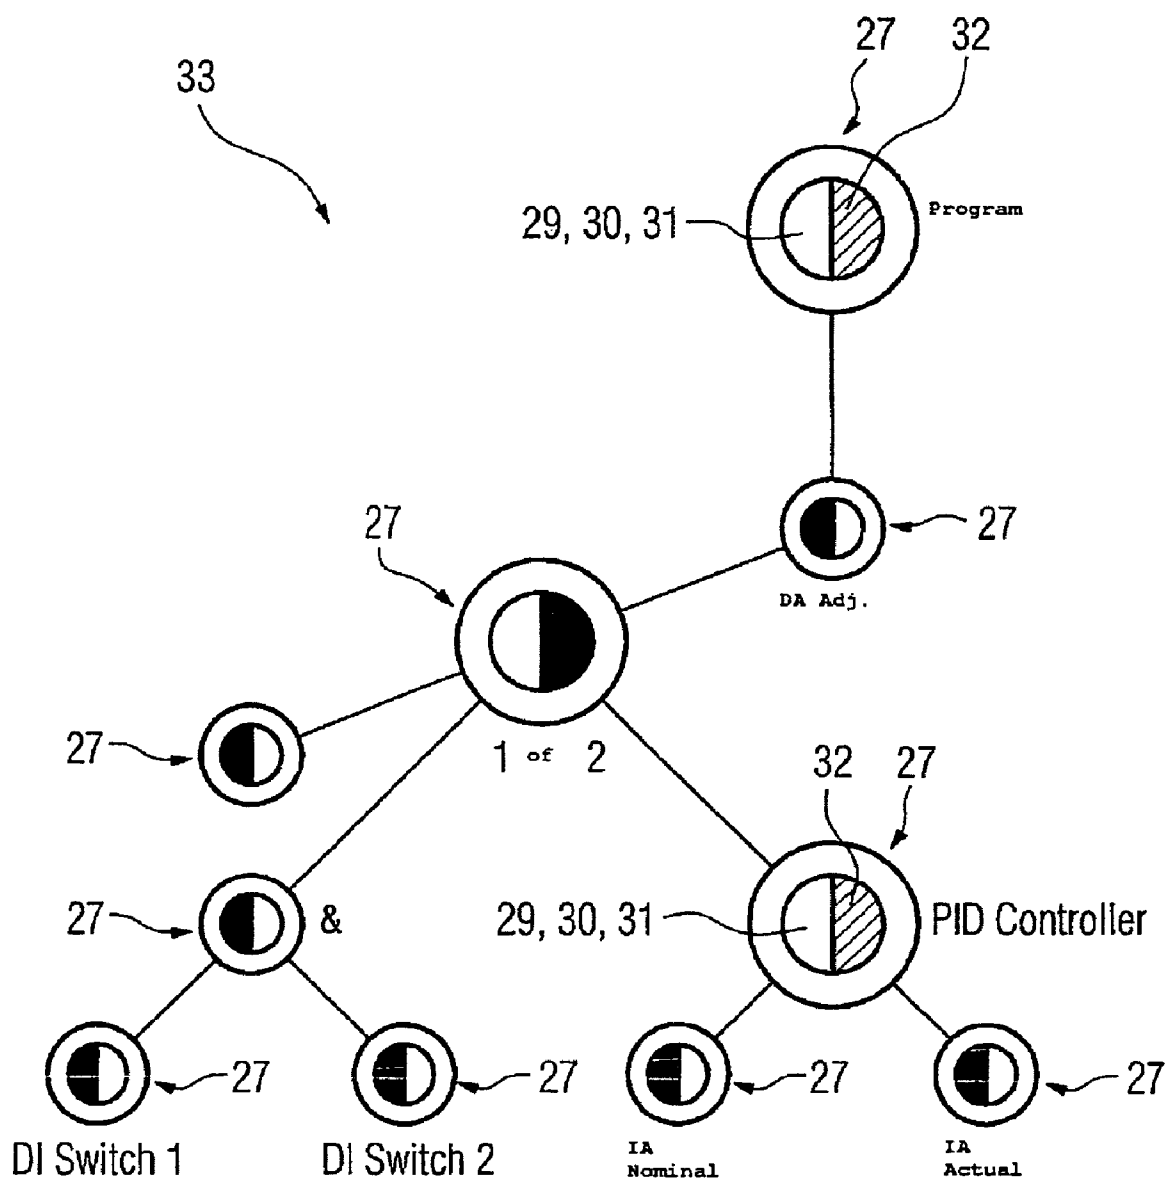 27 32
33
29, 30, 31 Program
27
27
DA Adj.
27
1 of 2
32 27
27 &
29, 30, 31 PID Controller
27 27 27 27
DI Switch 1 DI Switch 2
IA Nominal
IA Actual